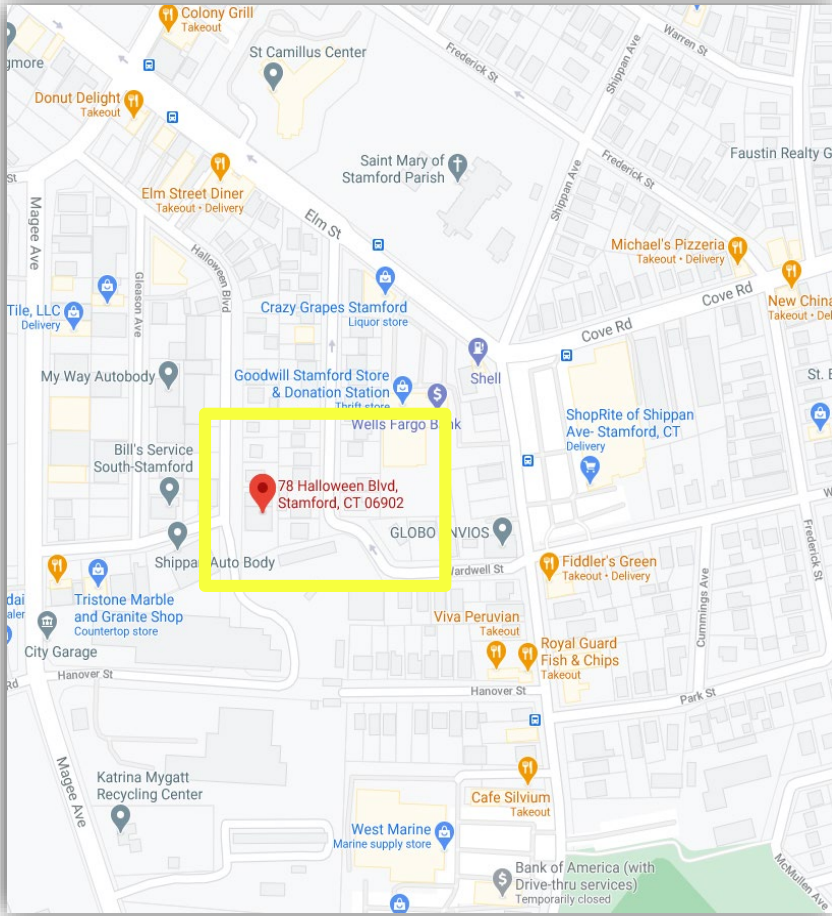 Colony Grill
Takeout
gmore
St Camillus Center
Donut Delight
Takeout
Frederick St
Shippan Ave
Warren St
Saint Mary of
Stamford Parish
Faustin Realty G
Frederick St
St
Elm Street Diner
Takeout • Delivery
Magee Ave
Elm St
Shippan Ave
Halloween Blvd
Gleason Ave
Michael's Pizzeria
Takeout • Delivery
Tile, LLC
Delivery
Crazy Grapes Stamford
Liquor store
Cove Rd
Cove Rd
New China
Takeout • Del
My Way Autobody
Goodwill Stamford Store
& Donation Station
Thrift store
Shell
St. B
Wells Fargo Bank
ShopRite of Shippan
Ave- Stamford, CT
Delivery
Bill's Service
South-Stamford
78 Halloween Blvd,
Stamford, CT 06902
W
Frederick St
GLOBO ENVIOS
Shippan Auto Body
Wardwell St
Fiddler's Green
Takeout • Delivery
dai
aler
Tristone Marble
and Granite Shop
Countertop store
Cummings Ave
Viva Peruvian
Takeout
City Garage
Royal Guard
Fish & Chips
Takeout
Rd
Hanover St
Hanover St
Park St
Magee Ave
Katrina Mygatt
Recycling Center
Cafe Silvium
Takeout
West Marine
Marine supply store
Bank of America (with
Drive-thru services)
Temporarily closed
McMullen Ave